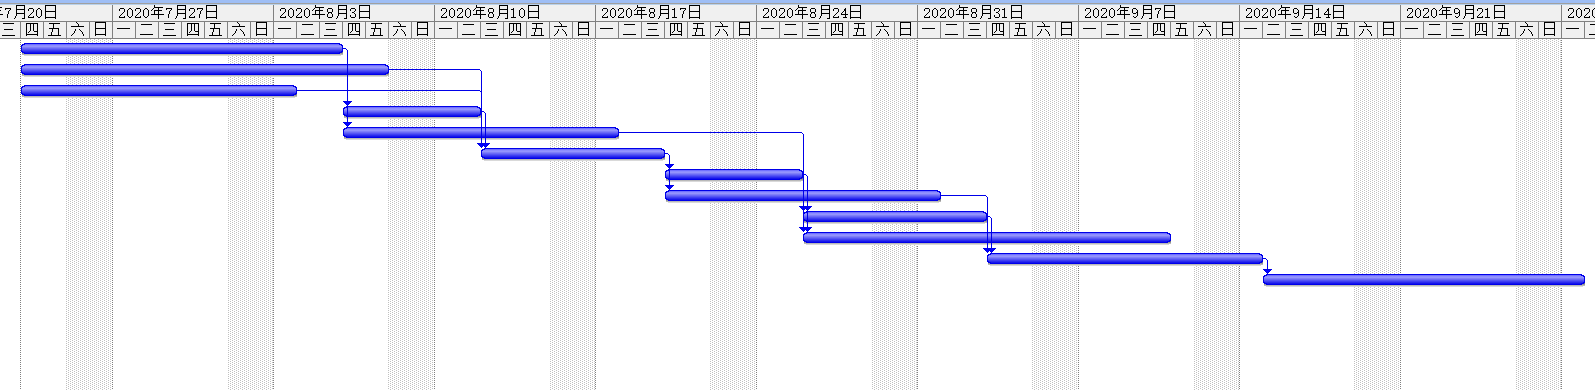 年7月20日 2020年7月27日 2020年8月3日 2020年8月10日 2020年8月17日 2020年8月24日 2020年8月31日 2020年9月7日 2020年9月14日 2020年9月21日 202
三 四 五 六 日 一 二 三 四 五 六 日 一 二 三 四 五 六 日 一 二 三 四 五 六 日 一 二 三 四 五 六 日 一 二 三 四 五 六 日 一 二 三 四 五 六 日 一 二 三 四 五 六 日 一 二 三 四 五 六 日 一 二 三 四 五 六 日 一